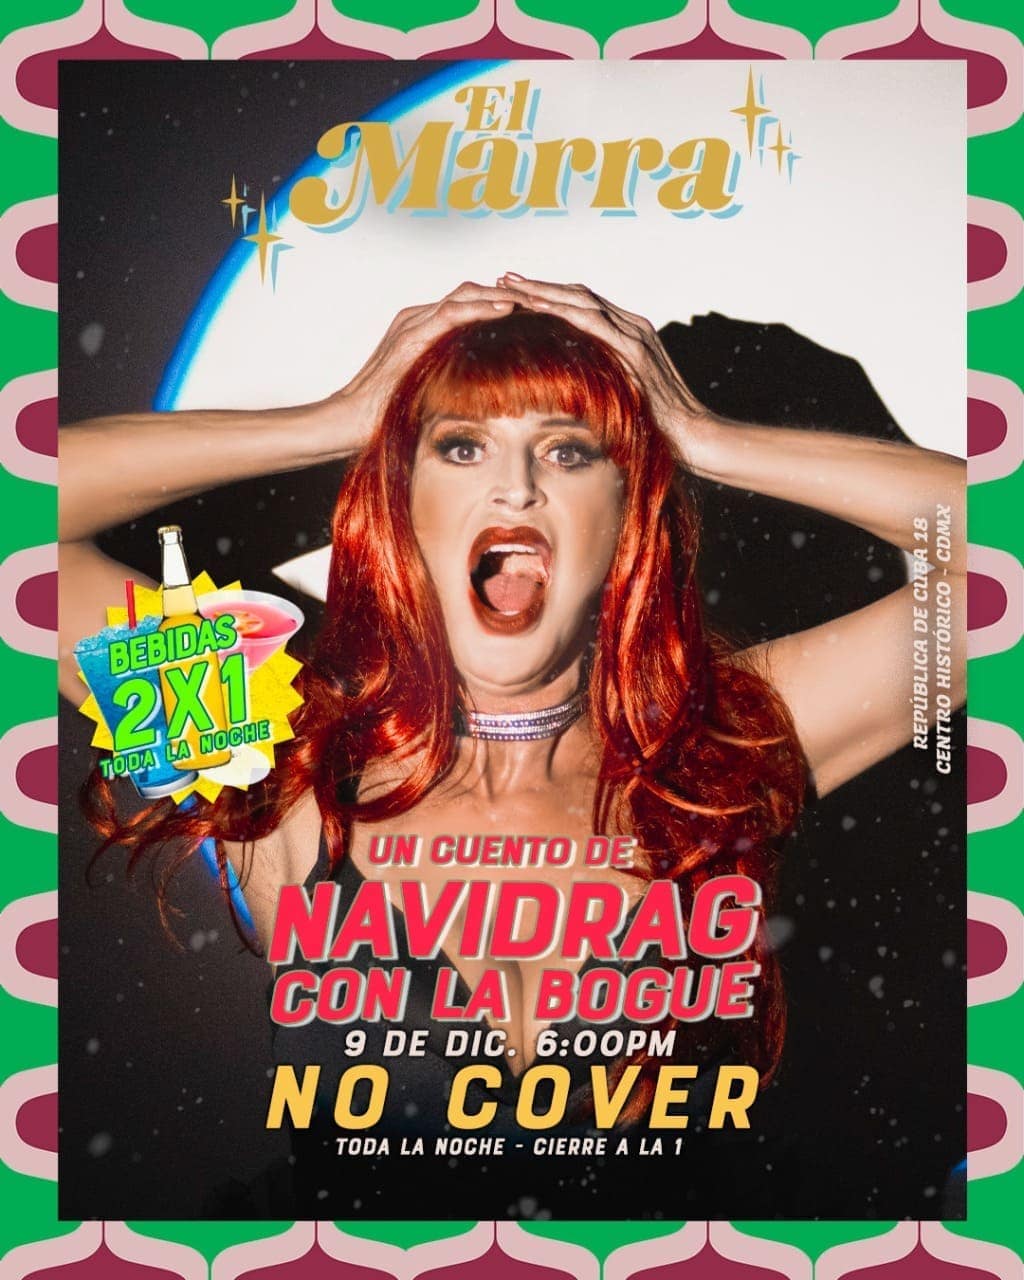 El
Marra
REPÚBLICA DE CUBA 18
CENTRO HISTÓRICO - CDMX
BEBIDAS
2X1
TODA LA NOCHE
UN CUENTO DE
NAVIDRAG
CON LA BOGUE
9 DE DIC. 6:00PM
NO COVER
TODA LA NOCHE - CIERRE A LA 1